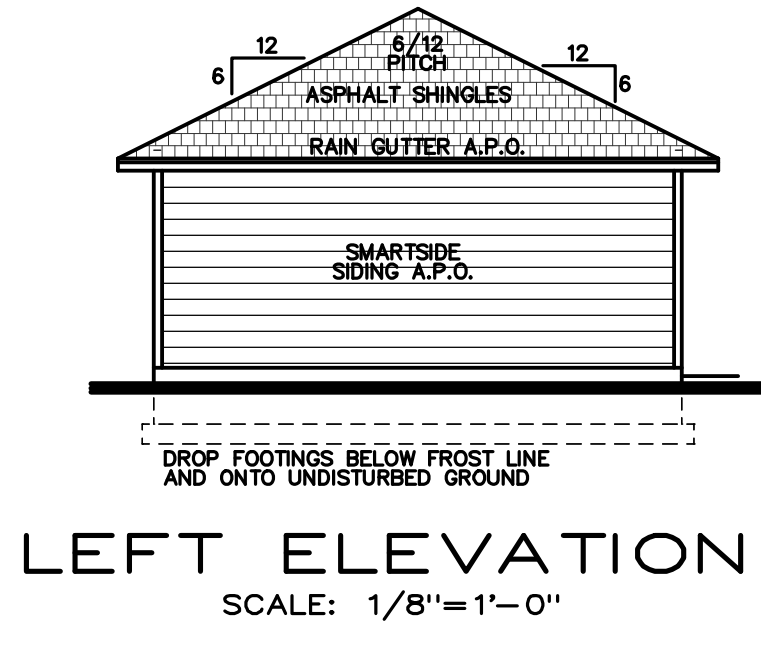 6/12
PITCH
12
6
12
6
ASPHALT SHINGLES
RAIN GUTTER A.P.O.
SMARTSIDE
SIDING A.P.O.
DROP FOOTINGS BELOW FROST LINE
AND ONTO UNDISTURBED GROUND
LEFT ELEVATION
SCALE: 1/8"=1'-0"